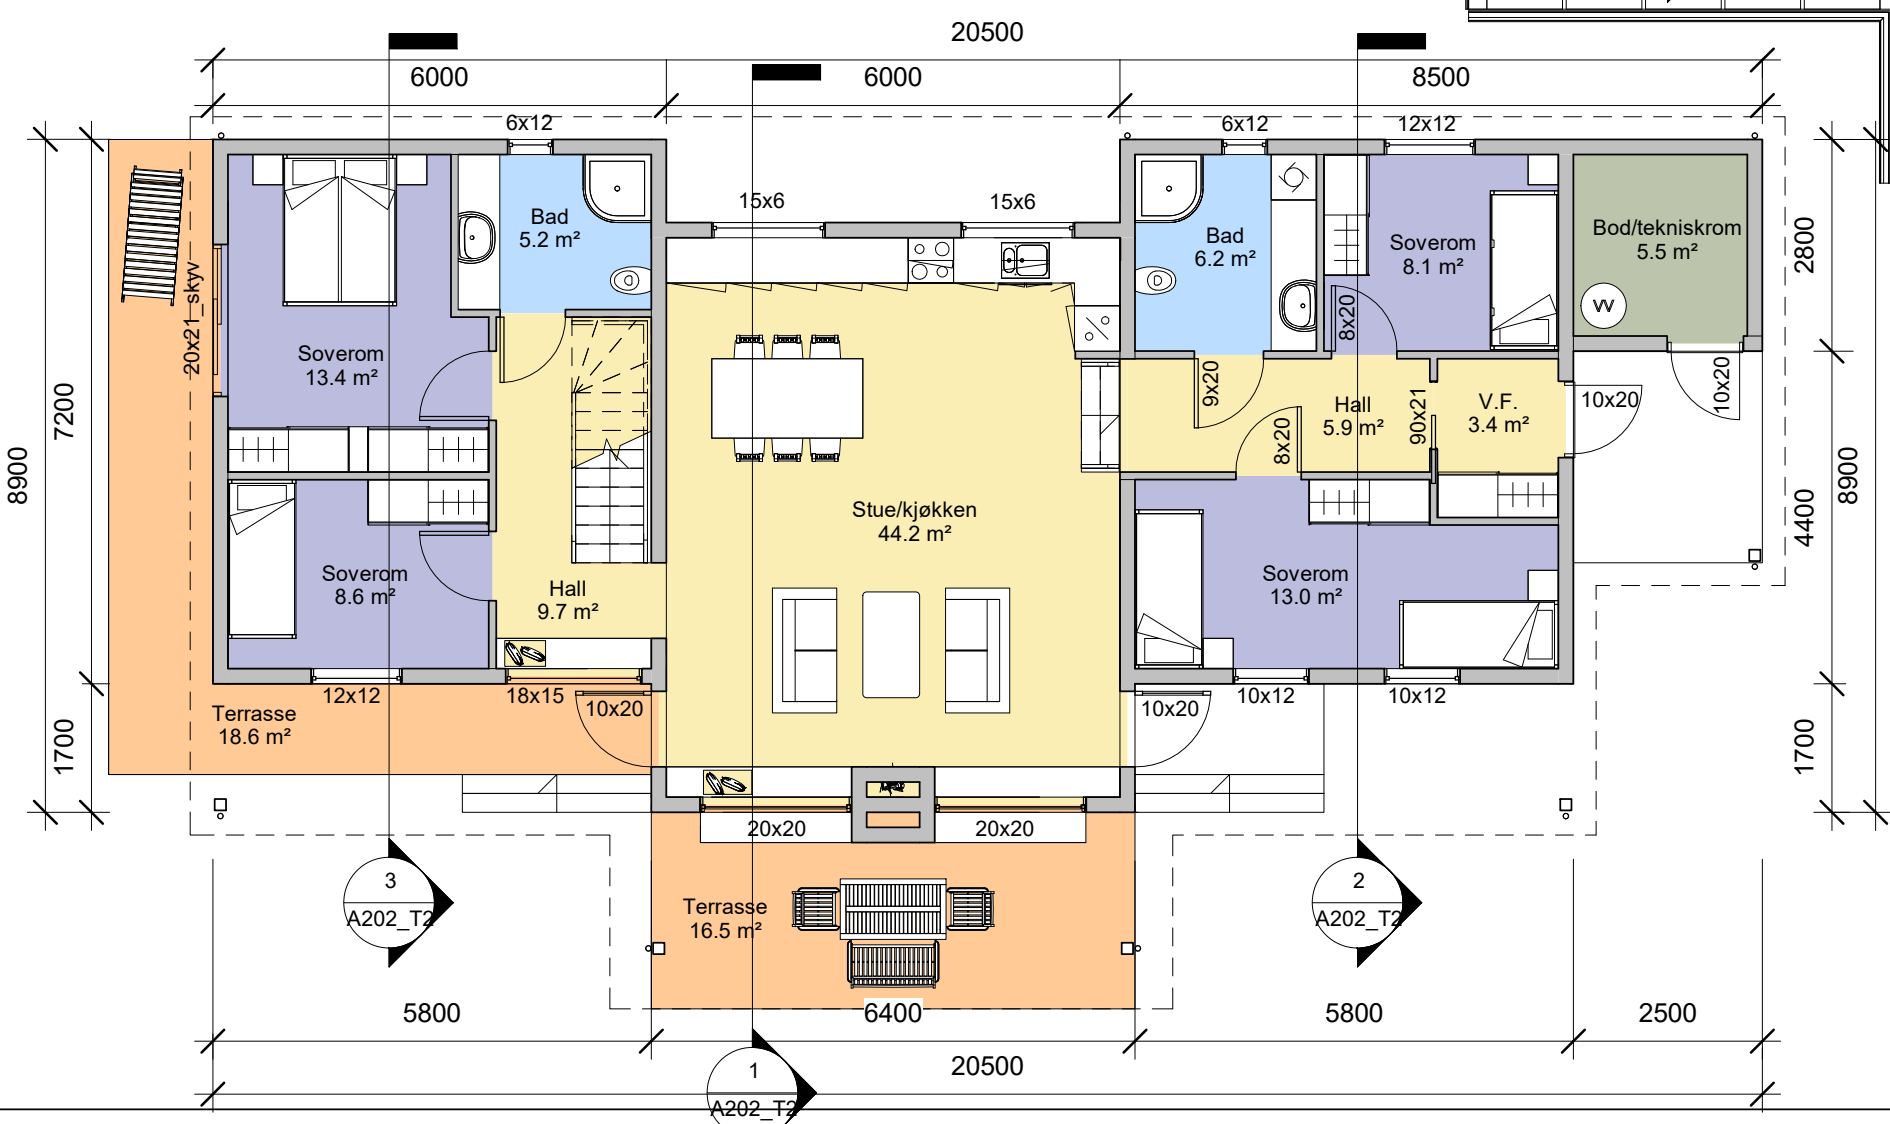 20500
6000
6000
8500
6x12
6x12
12x12
15x6
15x6
Bad
5.2 m²
Bad
6.2 m²
Soverom
8.1 m²
Bod/tekniskrom
5.5 m²
2800
20x21_skyv
W
8x20
Soverom
13.4 m²
9x20
10x20
7200
8900
Hall
5.9 m²
8x20
90x21
V.F.
3.4 m²
10x20
8900
4400
Stue/kjøkken
44.2 m²
Soverom
8.6 m²
Hall
9.7 m²
Soverom
13.0 m²
12x12
18x15
10x20
10x20
10x12
10x12
Terrasse
18.6 m²
1700
1700
20x20
20x20
3
A202_T2
2
A202_T2
Terrasse
16.5 m²
5800
6400
5800
2500
20500
1
A202_T2